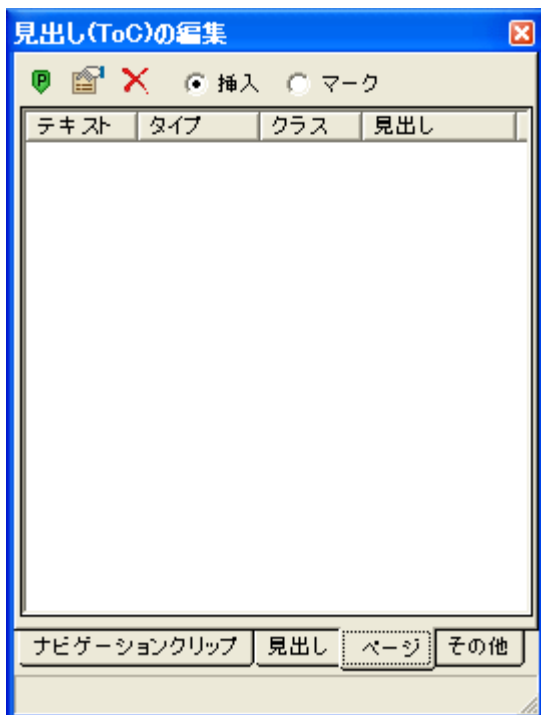 見出し(ToC)の編集
P 挿入 マーク
テキスト タイプ クラス 見出し
ナビゲーションクリップ 見出し ページ その他